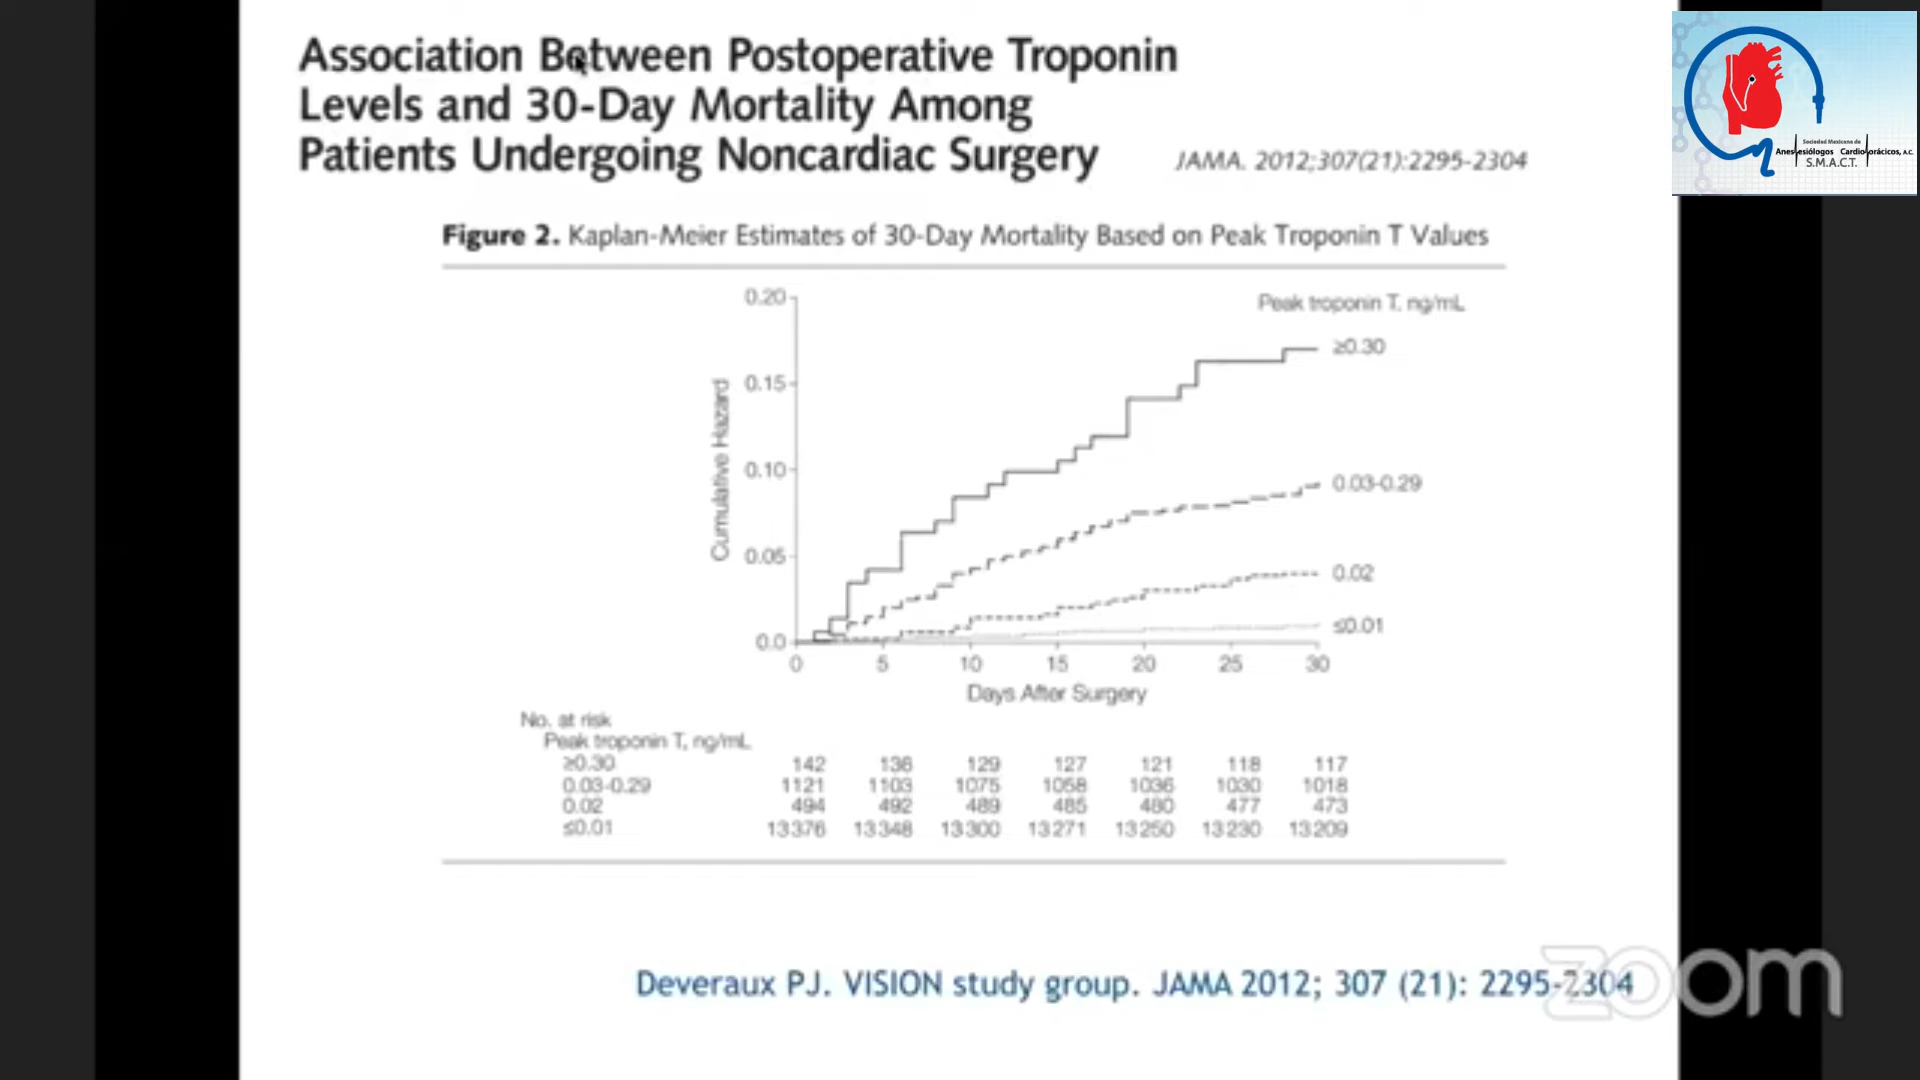 Association Between Postoperative Troponin
Levels and 30-Day Mortality Among
Patients Undergoing Noncardiac Surgery
JAMA. 2012;307(21):2295-2304
Sociedad Mexicana de
Anestesiólogos Cardiotorácicos, A.C.
S.M.A.C.T.
Figure 2. Kaplan-Meier Estimates of 30-Day Mortality Based on Peak Troponin T Values
Peak troponin T, ng/mL
≥0.30
0.03-0.29
0.02
≤0.01
Cumulative Hazard
0.20
0.15
0.10
0.05
0.0
0 5 10 15 20 25 30
Days After Surgery
No. at risk
Peak troponin T, ng/mL
≥0.30 142 136 129 127 121 118 117
0.03-0.29 1121 1103 1075 1058 1036 1030 1018
0.02 494 492 489 485 480 477 473
≤0.01 13376 13348 13300 13271 13250 13230 13209
Deveraux PJ. VISION study group. JAMA 2012; 307 (21): 2295-2304
zoom